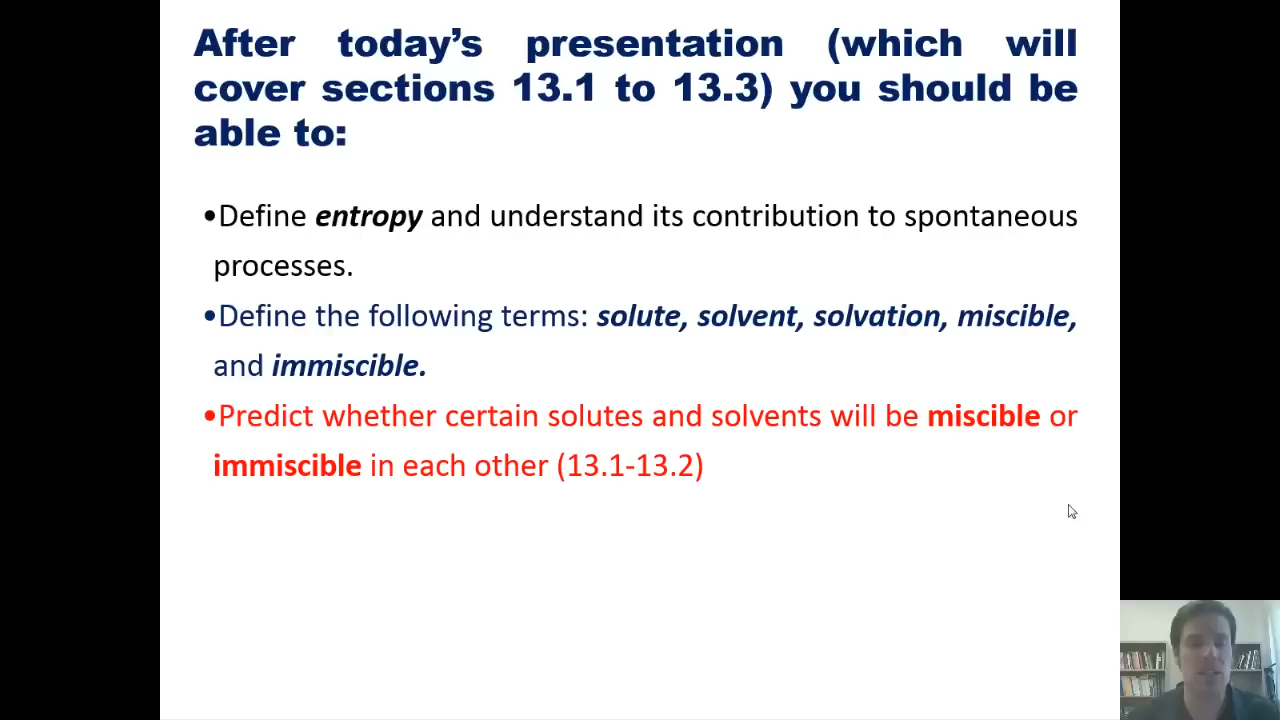 After today’s presentation (which will
cover sections 13.1 to 13.3) you should be
able to:
•Define entropy and understand its contribution to spontaneous
processes.
•Define the following terms: solute, solvent, solvation, miscible,
and immiscible.
•Predict whether certain solutes and solvents will be miscible or
immiscible in each other (13.1-13.2)